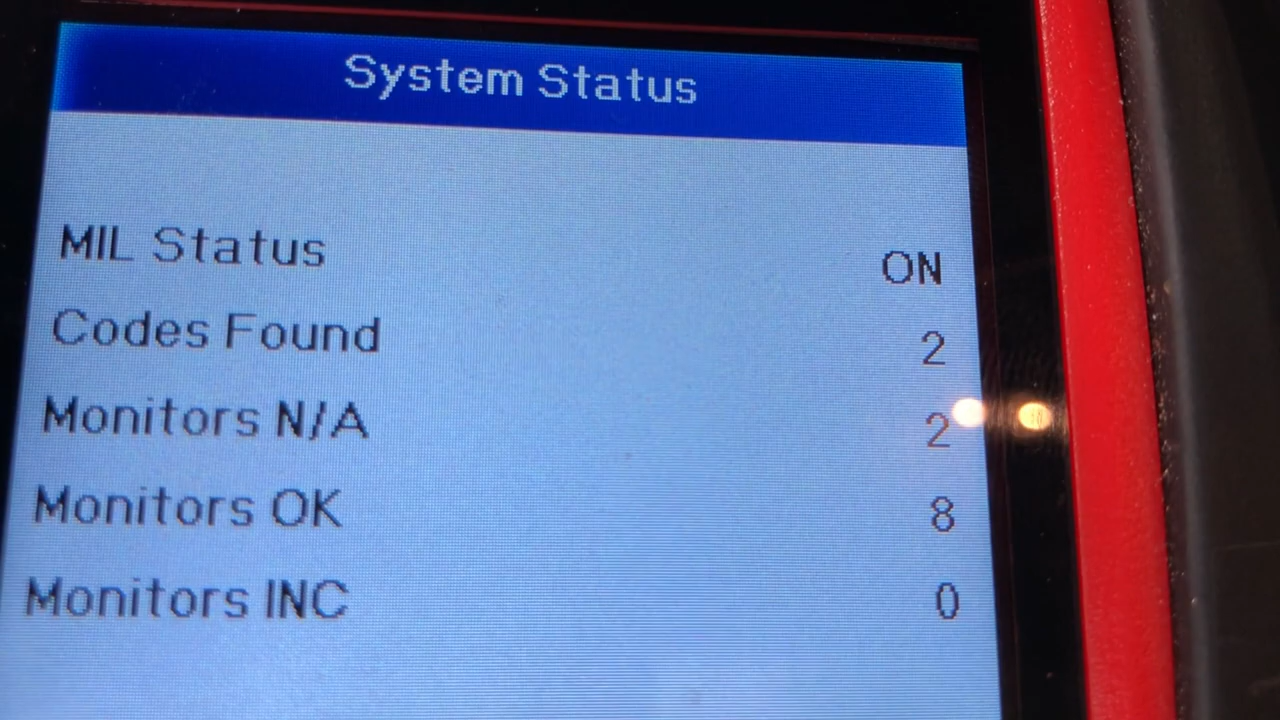 System Status
MIL Status ON
Codes Found 2
Monitors N/A 2
Monitors OK 8
Monitors INC 0